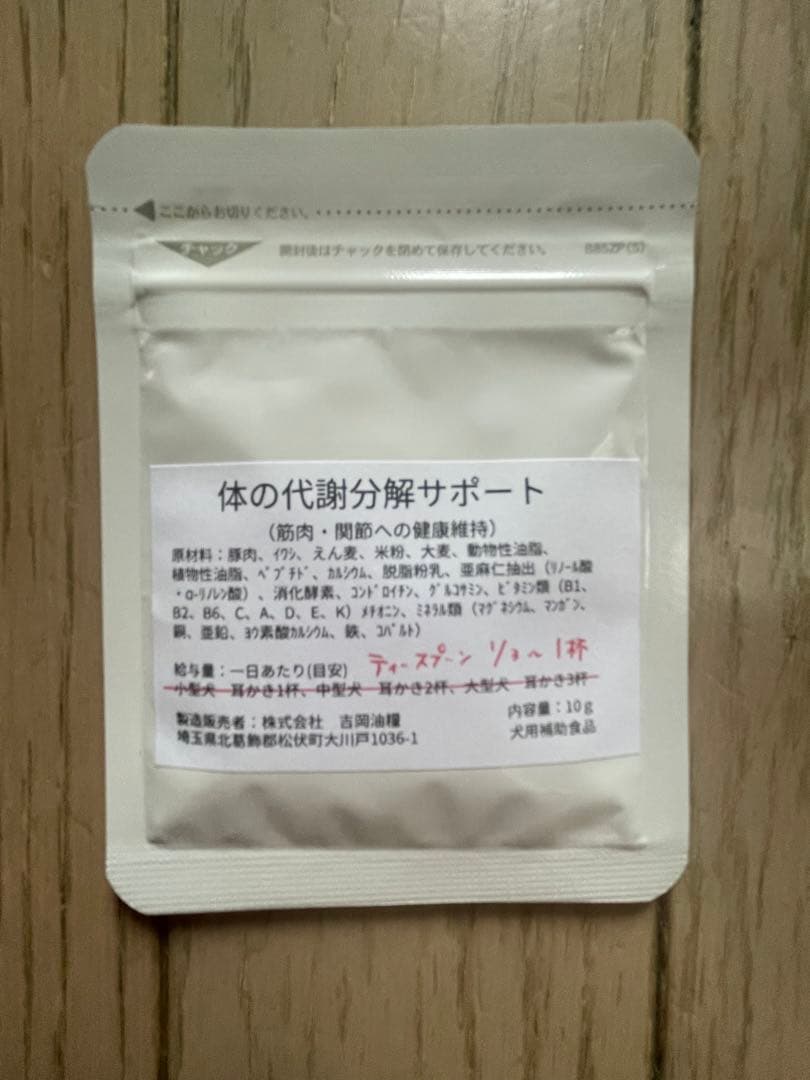 ここからお切りください。
チャック 開封後はチャックを閉めて保存してください。 B85ZP(S)
体の代謝分解サポート
（筋肉・関節への健康維持）
原材料：豚肉、ｲﾜｼ、えん麦、米粉、大麦、動物性油脂、
植物性油脂、ﾍﾟﾌﾟﾁﾄﾞ、ｶﾙｼｳﾑ、脱脂粉乳、亜麻仁抽出（ﾘﾉｰﾙ酸
・α-ﾘﾉﾚﾝ酸）、消化酵素、ｺﾝﾄﾞﾛｲﾁﾝ、ｸﾞﾙｺｻﾐﾝ、ﾋﾞﾀﾐﾝ類（B1、
B2、B6、C、A、D、E、K）ﾒﾁｵﾆﾝ、ﾐﾈﾗﾙ類（ﾏｸﾞﾈｼｳﾑ、ﾏﾝｶﾞﾝ、
銅、亜鉛、ﾖｳ素酸ｶﾙｼｳﾑ、鉄、ｺﾊﾞﾙﾄ）
給与量：一日あたり(目安) ティースプーン 1/3〜1杯
小型犬 耳かき1杯、中型犬 耳かき2杯、大型犬 耳かき3杯
製造販売者：株式会社 吉岡油糧
埼玉県北葛飾郡松伏町大川戸1036-1
内容量：10ｇ
犬用補助食品